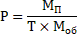 Р = Мп / (Т × Моб)